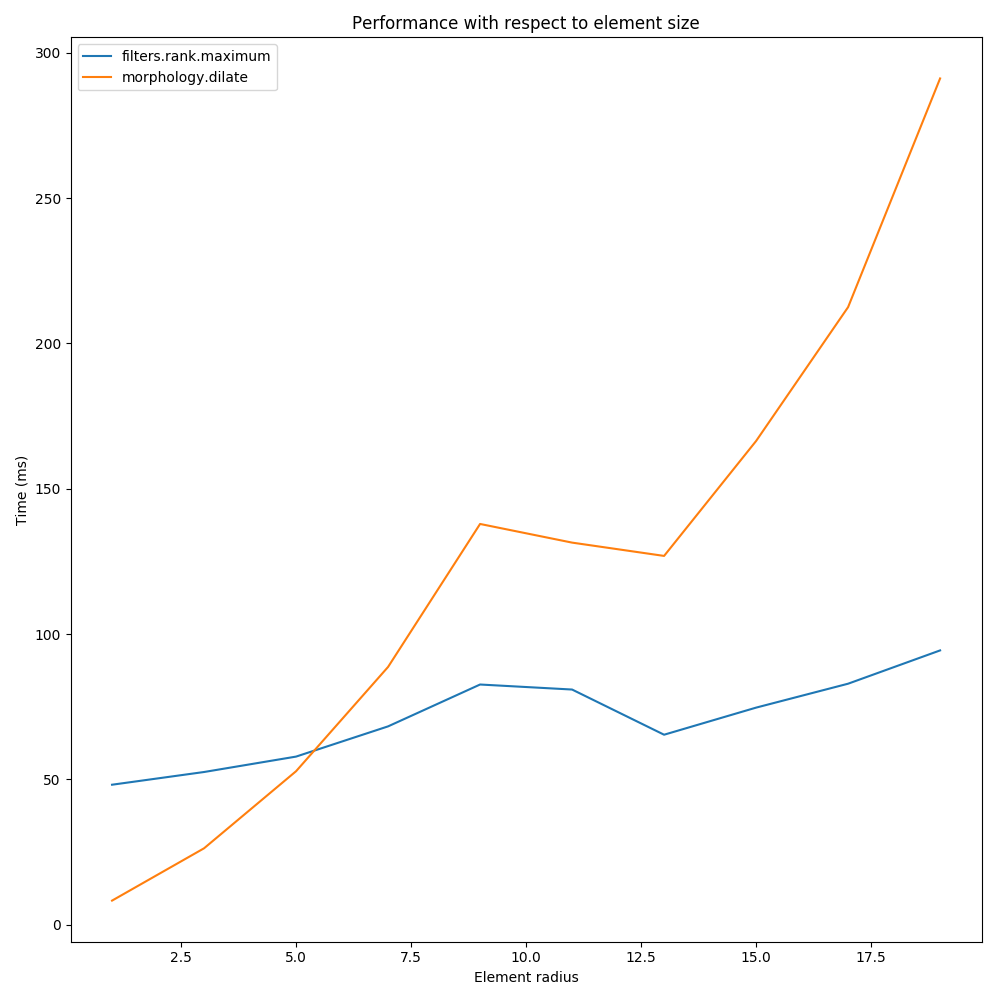 Performance with respect to element size
filters.rank.maximum
morphology.dilate
300
250
200
150
100
50
0
Time (ms)
2.5 5.0 7.5 10.0 12.5 15.0 17.5
Element radius